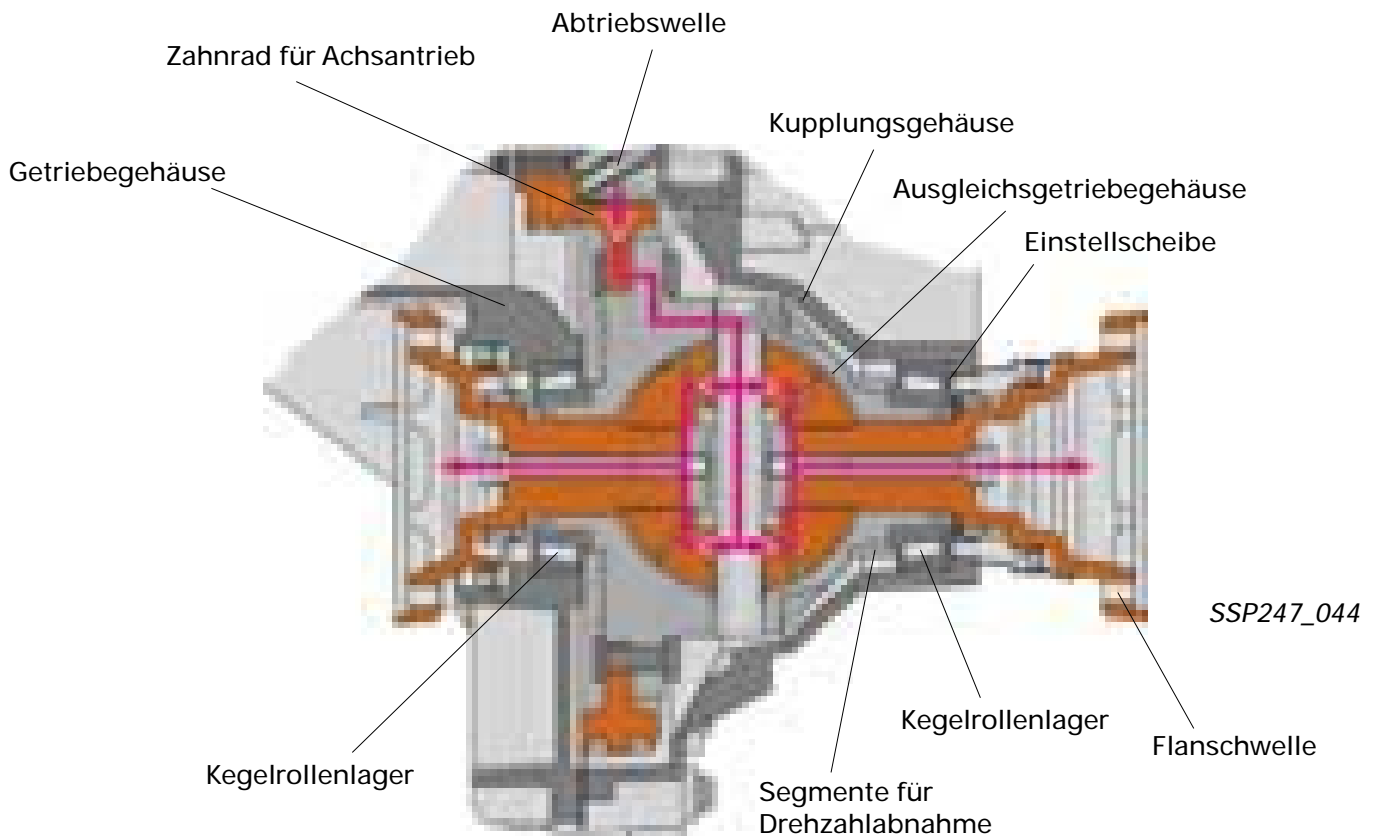 Abtriebswelle
Zahnrad für Achsantrieb
Kupplungsgehäuse
Getriebegehäuse
Ausgleichsgetriebegehäuse
Einstellscheibe
SSP247_044
Kegelrollenlager
Flanschwelle
Kegelrollenlager
Segmente für
Drehzahlabnahme